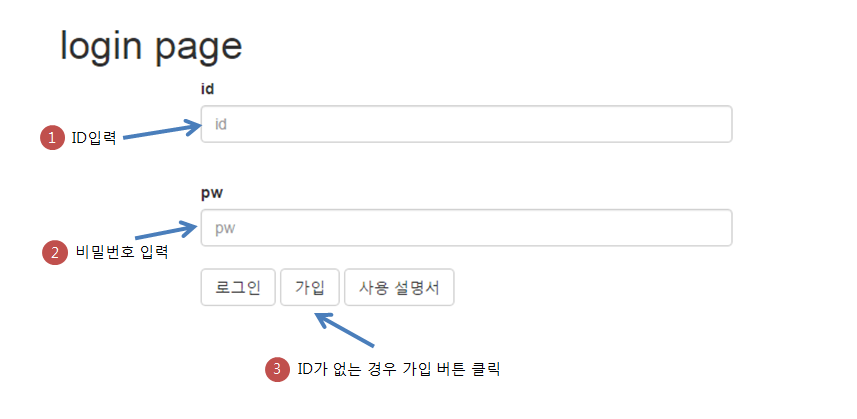 login page
id
1 ID입력
id
pw
pw
2 비밀번호 입력
로그인 가입 사용 설명서
3 ID가 없는 경우 가입 버튼 클릭